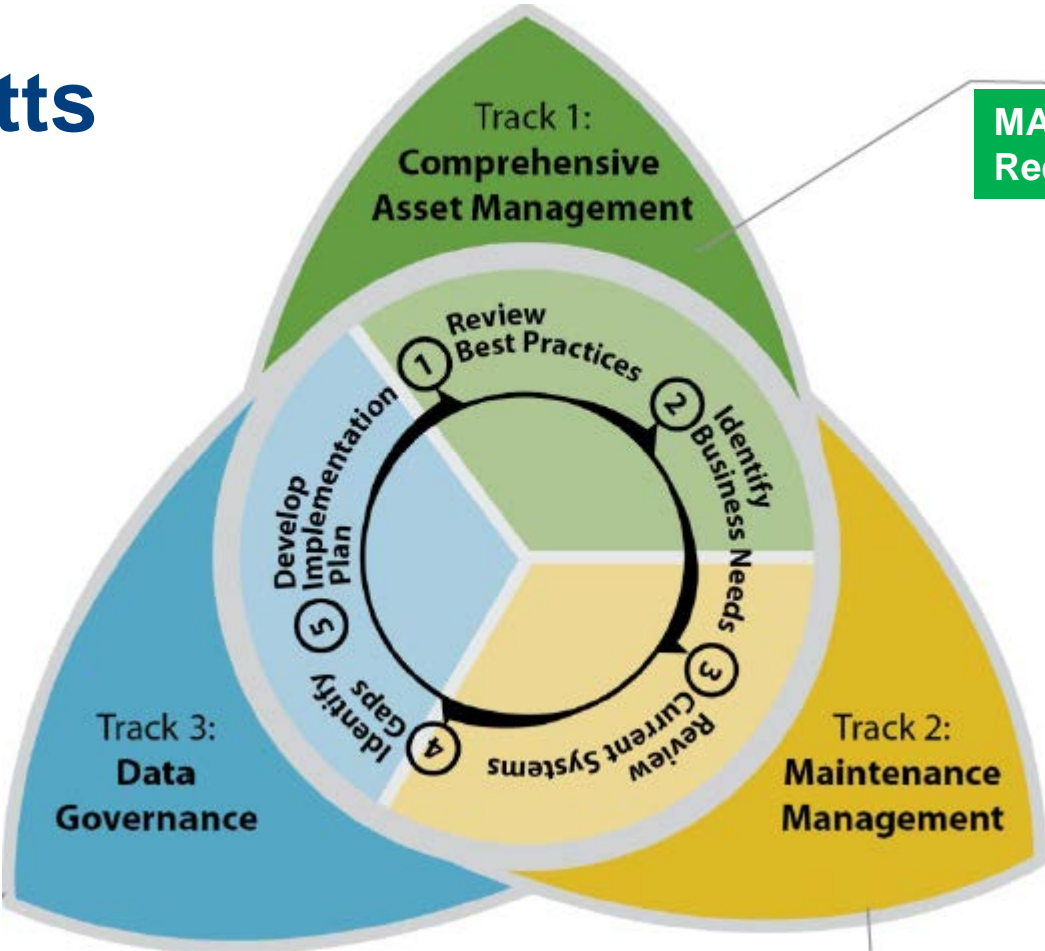 tts
MA
Rec
Track 1:
Comprehensive
Asset Management
1
Review
Best Practices
2
Identify
Business Needs
3
Review
Current Systems
4
Identify
Gaps
5
Develop
Implementation
Plan
Track 3:
Data
Governance
Track 2:
Maintenance
Management